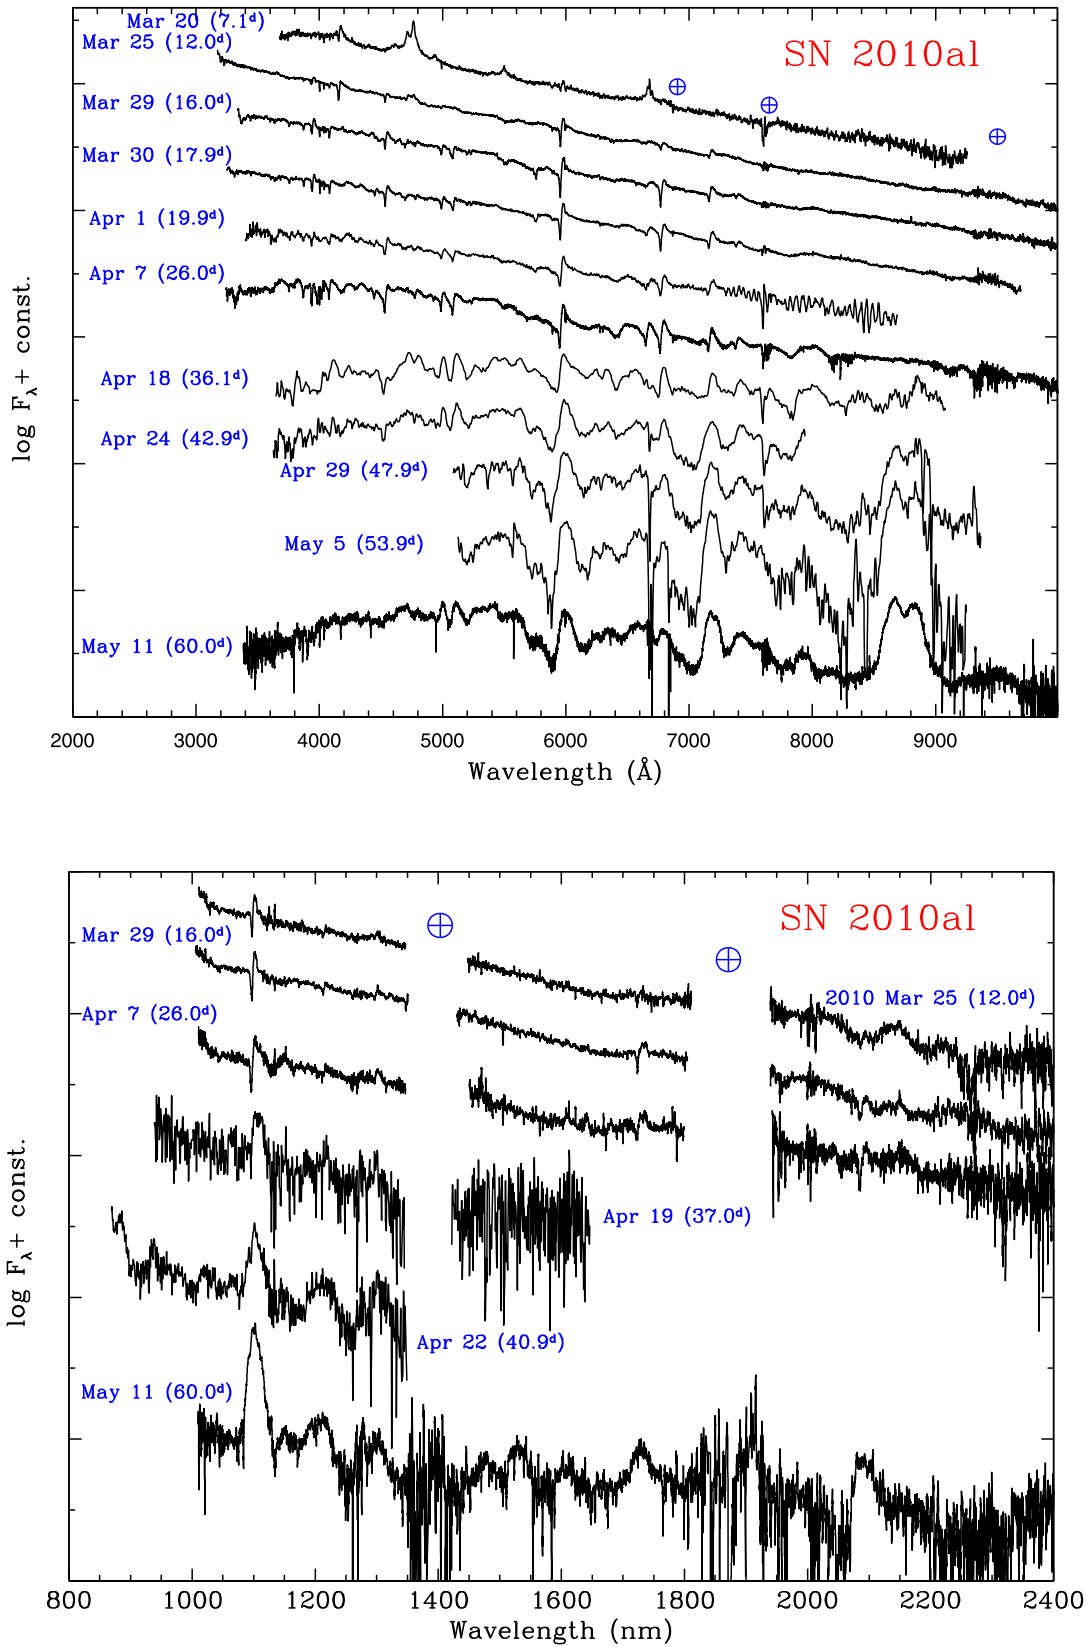 Mar 20 (7.1ᵈ)
SN 2010al
Mar 25 (12.0ᵈ)
Mar 29 (16.0ᵈ)
Mar 30 (17.9ᵈ)
Apr 1 (19.9ᵈ)
Apr 7 (26.0ᵈ)
Apr 18 (36.1ᵈ)
Apr 24 (42.9ᵈ)
Apr 29 (47.9ᵈ)
May 5 (53.9ᵈ)
May 11 (60.0ᵈ)
log F_λ + const.
2000 3000 4000 5000 6000 7000 8000 9000
Wavelength (Å)
SN 2010al
Mar 29 (16.0ᵈ)
2010 Mar 25 (12.0ᵈ)
Apr 7 (26.0ᵈ)
Apr 19 (37.0ᵈ)
Apr 22 (40.9ᵈ)
May 11 (60.0ᵈ)
log F_λ + const.
800 1000 1200 1400 1600 1800 2000 2200 2400
Wavelength (nm)